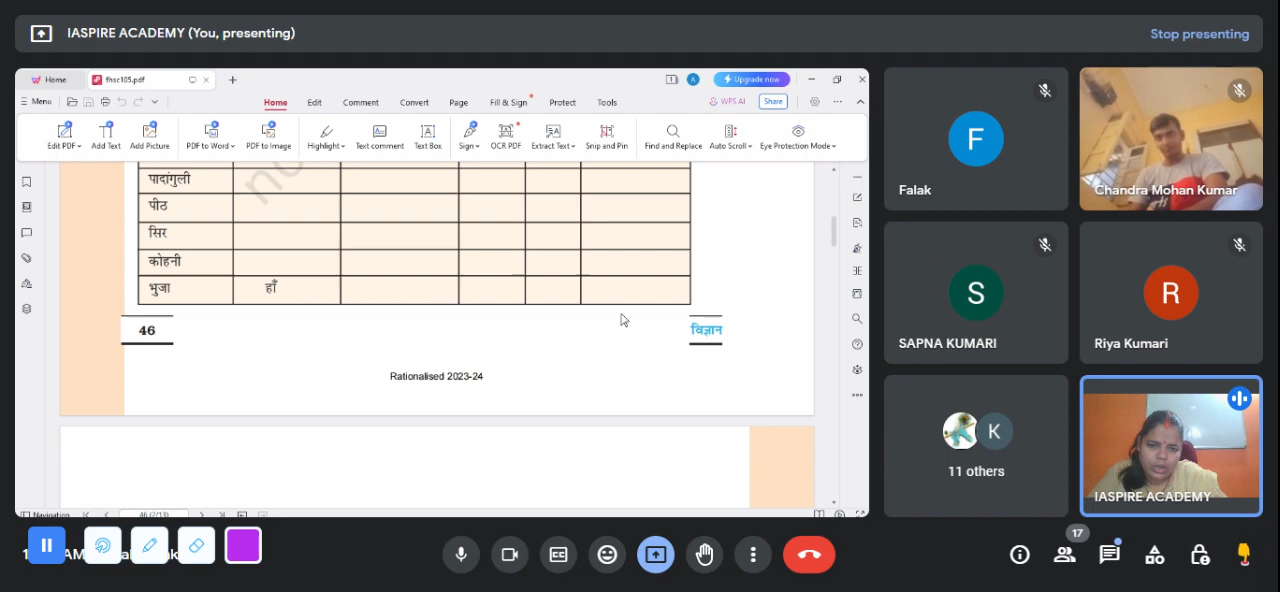 IASPIRE ACADEMY (You, presenting)
Stop presenting
Home
fhsc105.pdf
Upgrade now
Menu
Home Edit Comment Convert Page Fill & Sign Protect Tools
WPS AI Share
Edit PDF Add Text Add Picture PDF to Word PDF to Image Highlight Text comment Text Box Sign OCR PDF Extract Text Snip and Pin Find and Replace Auto Scroll Eye Protection Mode
पादांगुली
पीठ
सिर
कोहनी
भुजा हाँ
46
विज्ञान
Rationalised 2023-24
Navigation
46 (2/13)
F
Falak
Chandra Mohan Kumar
S
SAPNA KUMARI
R
Riya Kumari
K
11 others
IASPIRE ACADEMY
17